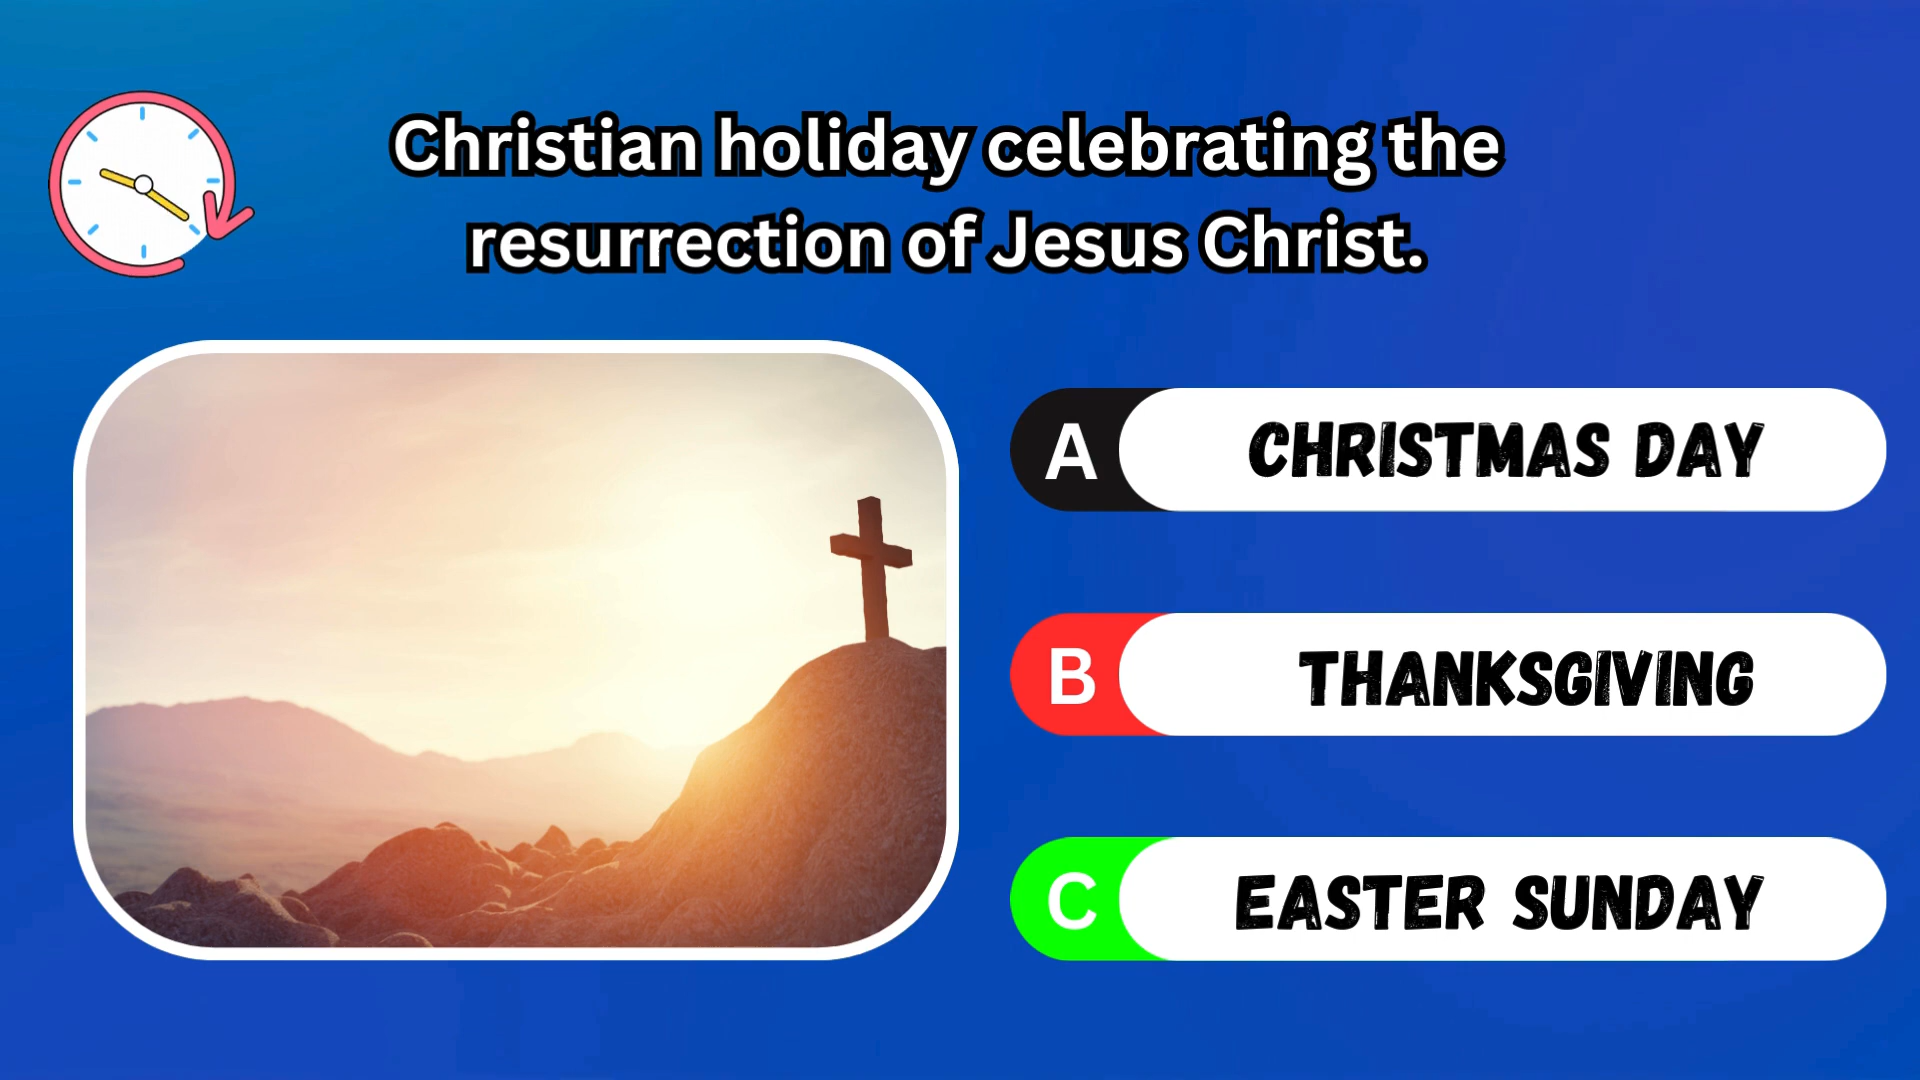 Christian holiday celebrating the
resurrection of Jesus Christ.
A CHRISTMAS DAY
B THANKSGIVING
C EASTER SUNDAY